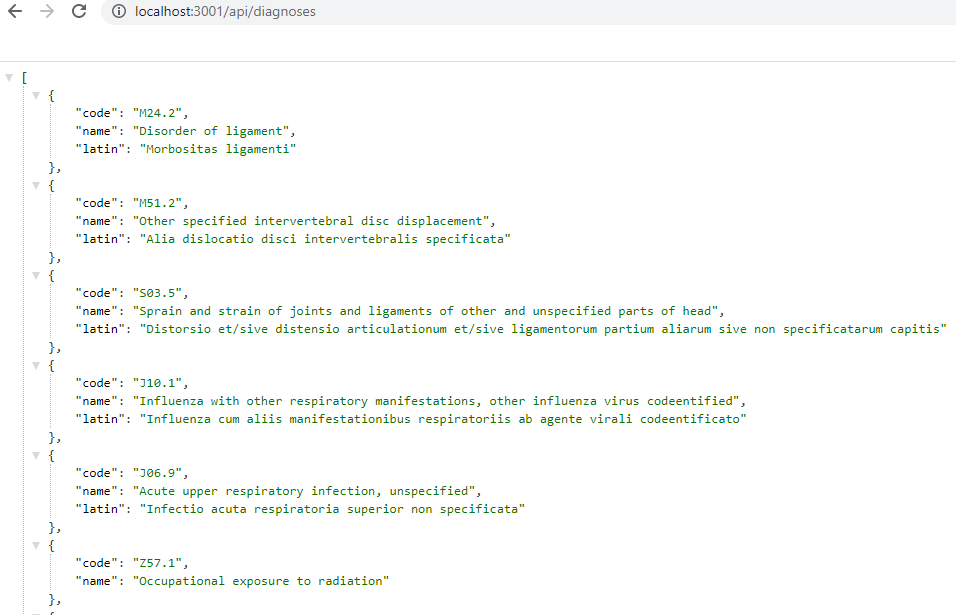 localhost:3001/api/diagnoses
[
{
"code": "M24.2",
"name": "Disorder of ligament",
"latin": "Morbositas ligamenti"
},
{
"code": "M51.2",
"name": "Other specified intervertebral disc displacement",
"latin": "Alia dislocatio disci intervertebralis specificata"
},
{
"code": "S03.5",
"name": "Sprain and strain of joints and ligaments of other and unspecified parts of head",
"latin": "Distorsio et/sive distensio articulationum et/sive ligamentorum partium aliarum sive non specificatarum capitis"
},
{
"code": "J10.1",
"name": "Influenza with other respiratory manifestations, other influenza virus codeentified",
"latin": "Influenza cum aliis manifestationibus respiratoriis ab agente virali codeentificato"
},
{
"code": "J06.9",
"name": "Acute upper respiratory infection, unspecified",
"latin": "Infectio acuta respiratoria superior non specificata"
},
{
"code": "Z57.1",
"name": "Occupational exposure to radiation"
},
{